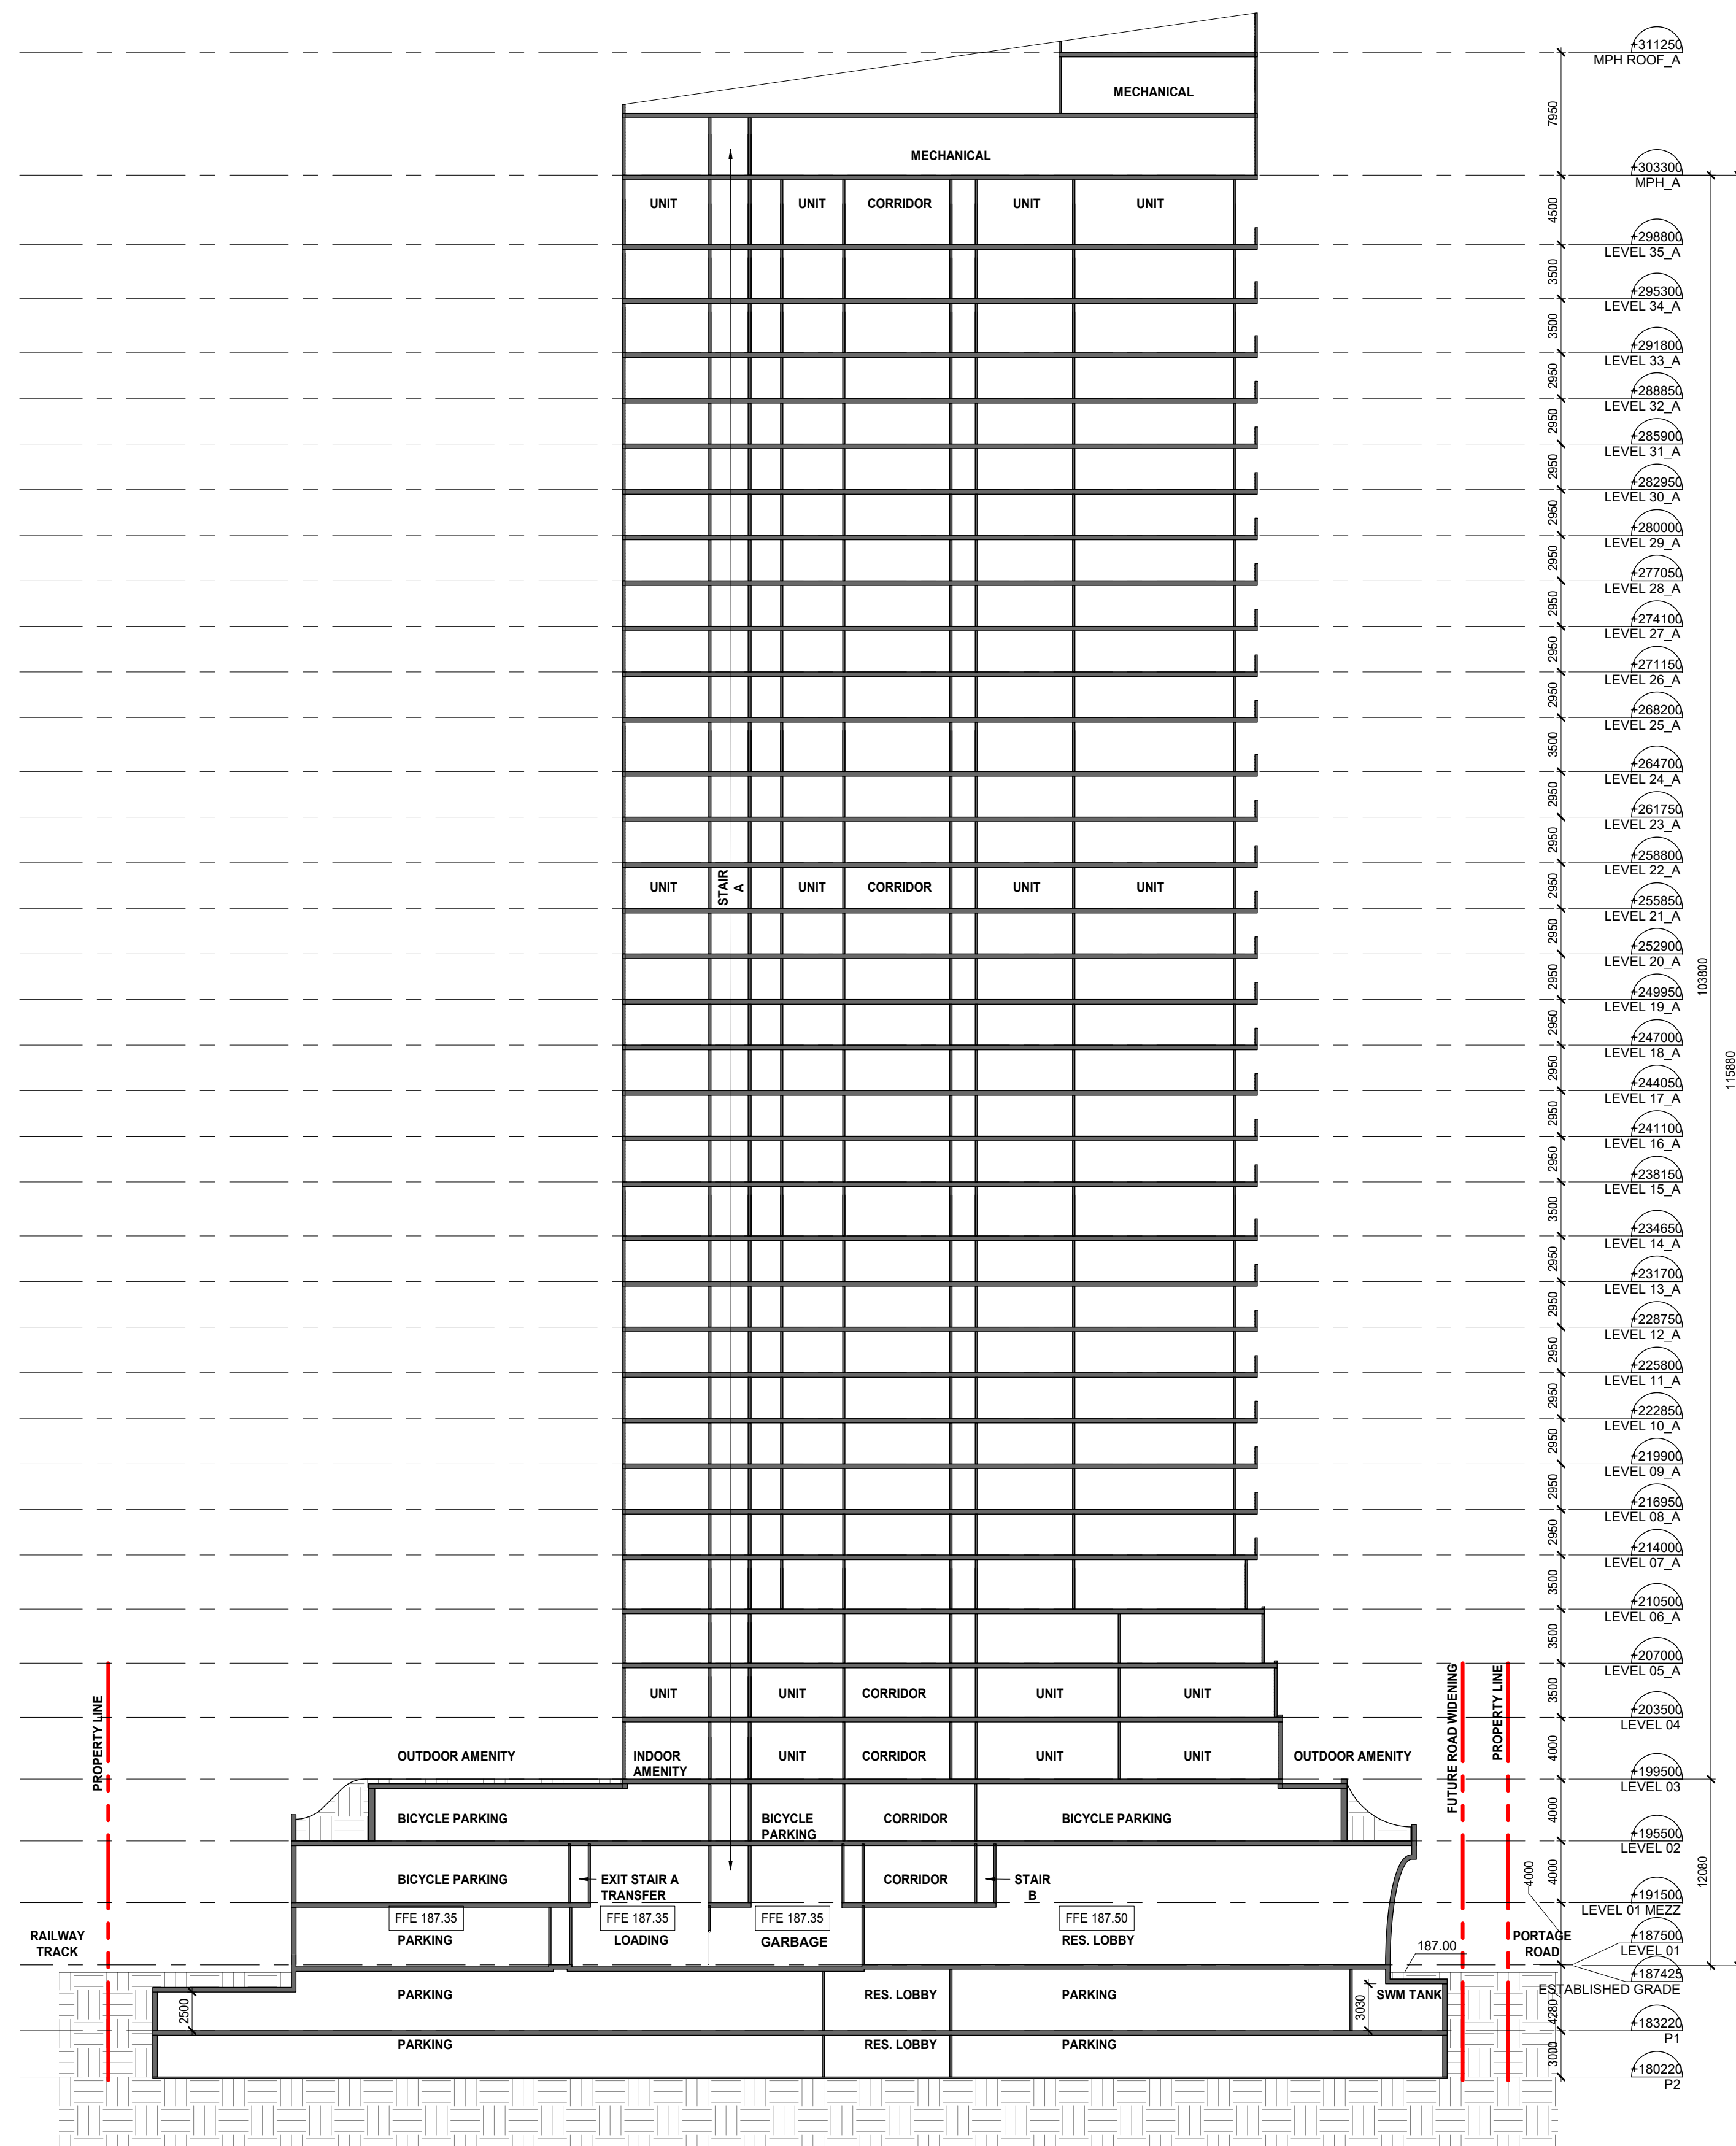 +311250
MPH ROOF_A
MECHANICAL
7950
MECHANICAL
+303300
MPH_A
UNIT
UNIT
CORRIDOR
UNIT
UNIT
4500
+298800
LEVEL 35_A
3500
+295300
LEVEL 34_A
3500
+291800
LEVEL 33_A
2950
+288850
LEVEL 32_A
2950
+285900
LEVEL 31_A
2950
+282950
LEVEL 30_A
2950
+280000
LEVEL 29_A
2950
+277050
LEVEL 28_A
2950
+274100
LEVEL 27_A
2950
+271150
LEVEL 26_A
2950
+268200
LEVEL 25_A
3500
+264700
LEVEL 24_A
2950
+261750
LEVEL 23_A
2950
+258800
LEVEL 22_A
UNIT
STAIR
A
UNIT
CORRIDOR
UNIT
UNIT
2950
+255850
LEVEL 21_A
2950
+252900
LEVEL 20_A
103800
2950
+249950
LEVEL 19_A
2950
+247000
LEVEL 18_A
115880
2950
+244050
LEVEL 17_A
2950
+241100
LEVEL 16_A
2950
+238150
LEVEL 15_A
3500
+234650
LEVEL 14_A
2950
+231700
LEVEL 13_A
2950
+228750
LEVEL 12_A
2950
+225800
LEVEL 11_A
2950
+222850
LEVEL 10_A
2950
+219900
LEVEL 09_A
2950
+216950
LEVEL 08_A
2950
+214000
LEVEL 07_A
3500
+210500
LEVEL 06_A
3500
+207000
LEVEL 05_A
PROPERTY LINE
UNIT
UNIT
CORRIDOR
UNIT
UNIT
FUTURE ROAD WIDENING
PROPERTY LINE
3500
+203500
LEVEL 04
OUTDOOR AMENITY
INDOOR
AMENITY
UNIT
CORRIDOR
UNIT
UNIT
OUTDOOR AMENITY
4000
+199500
LEVEL 03
BICYCLE PARKING
BICYCLE
PARKING
CORRIDOR
BICYCLE PARKING
4000
+195500
LEVEL 02
BICYCLE PARKING
EXIT STAIR A
TRANSFER
CORRIDOR
STAIR
B
4000
4000
12080
+191500
LEVEL 01 MEZZ
FFE 187.35
FFE 187.35
FFE 187.35
FFE 187.50
RAILWAY
TRACK
PARKING
LOADING
GARBAGE
RES. LOBBY
187.00
PORTAGE
ROAD
+187500
LEVEL 01
+187425
ESTABLISHED GRADE
2500
PARKING
RES. LOBBY
PARKING
3030
SWM TANK
4280
+183220
P1
PARKING
RES. LOBBY
PARKING
3000
+180220
P2